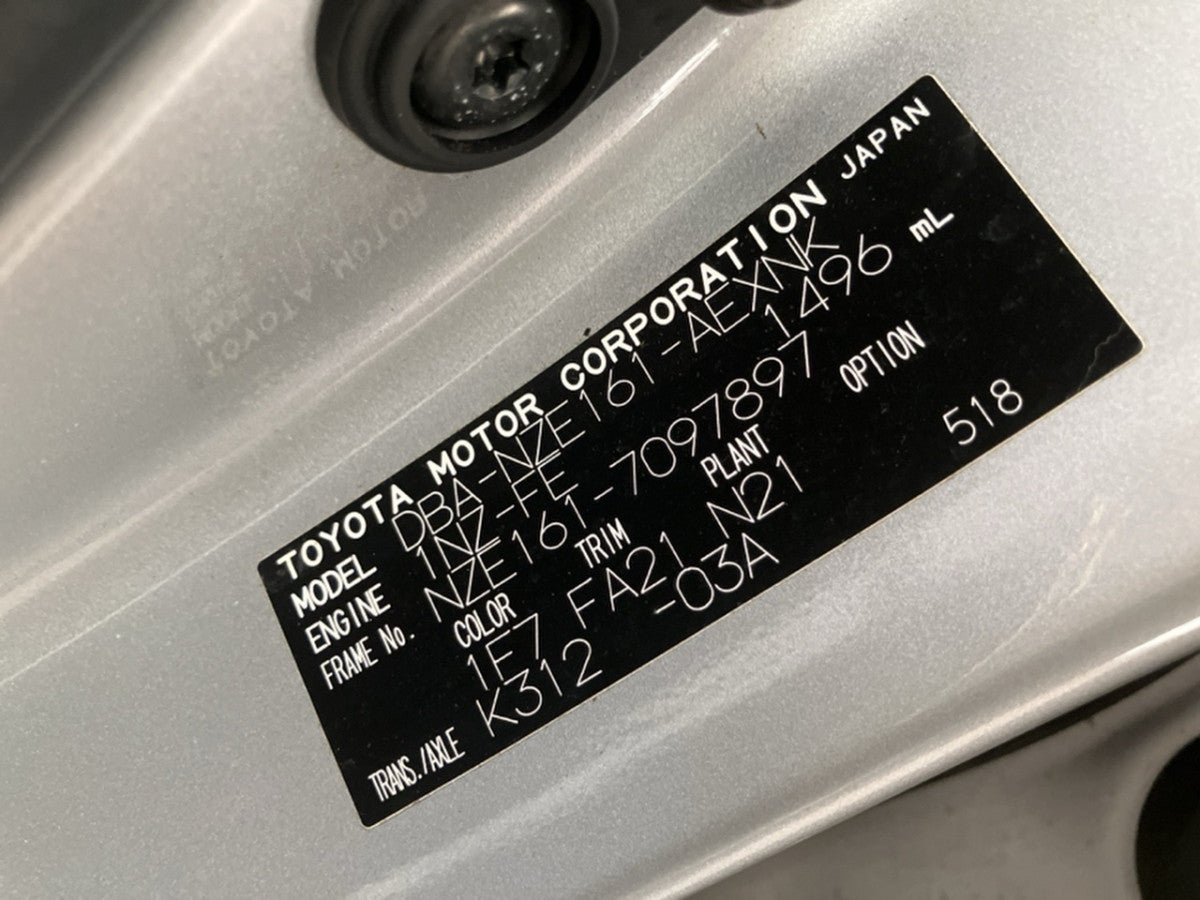 TOYOTA MOTOR CORPORATION JAPAN
MODEL DBA-NZE161-AEXNK
ENGINE 1NZ-FE 1496 mL
FRAME No. NZE161-7097897
COLOR TRIM PLANT OPTION
1E7 FA21 N21 518
TRANS./AXLE K312 -03A